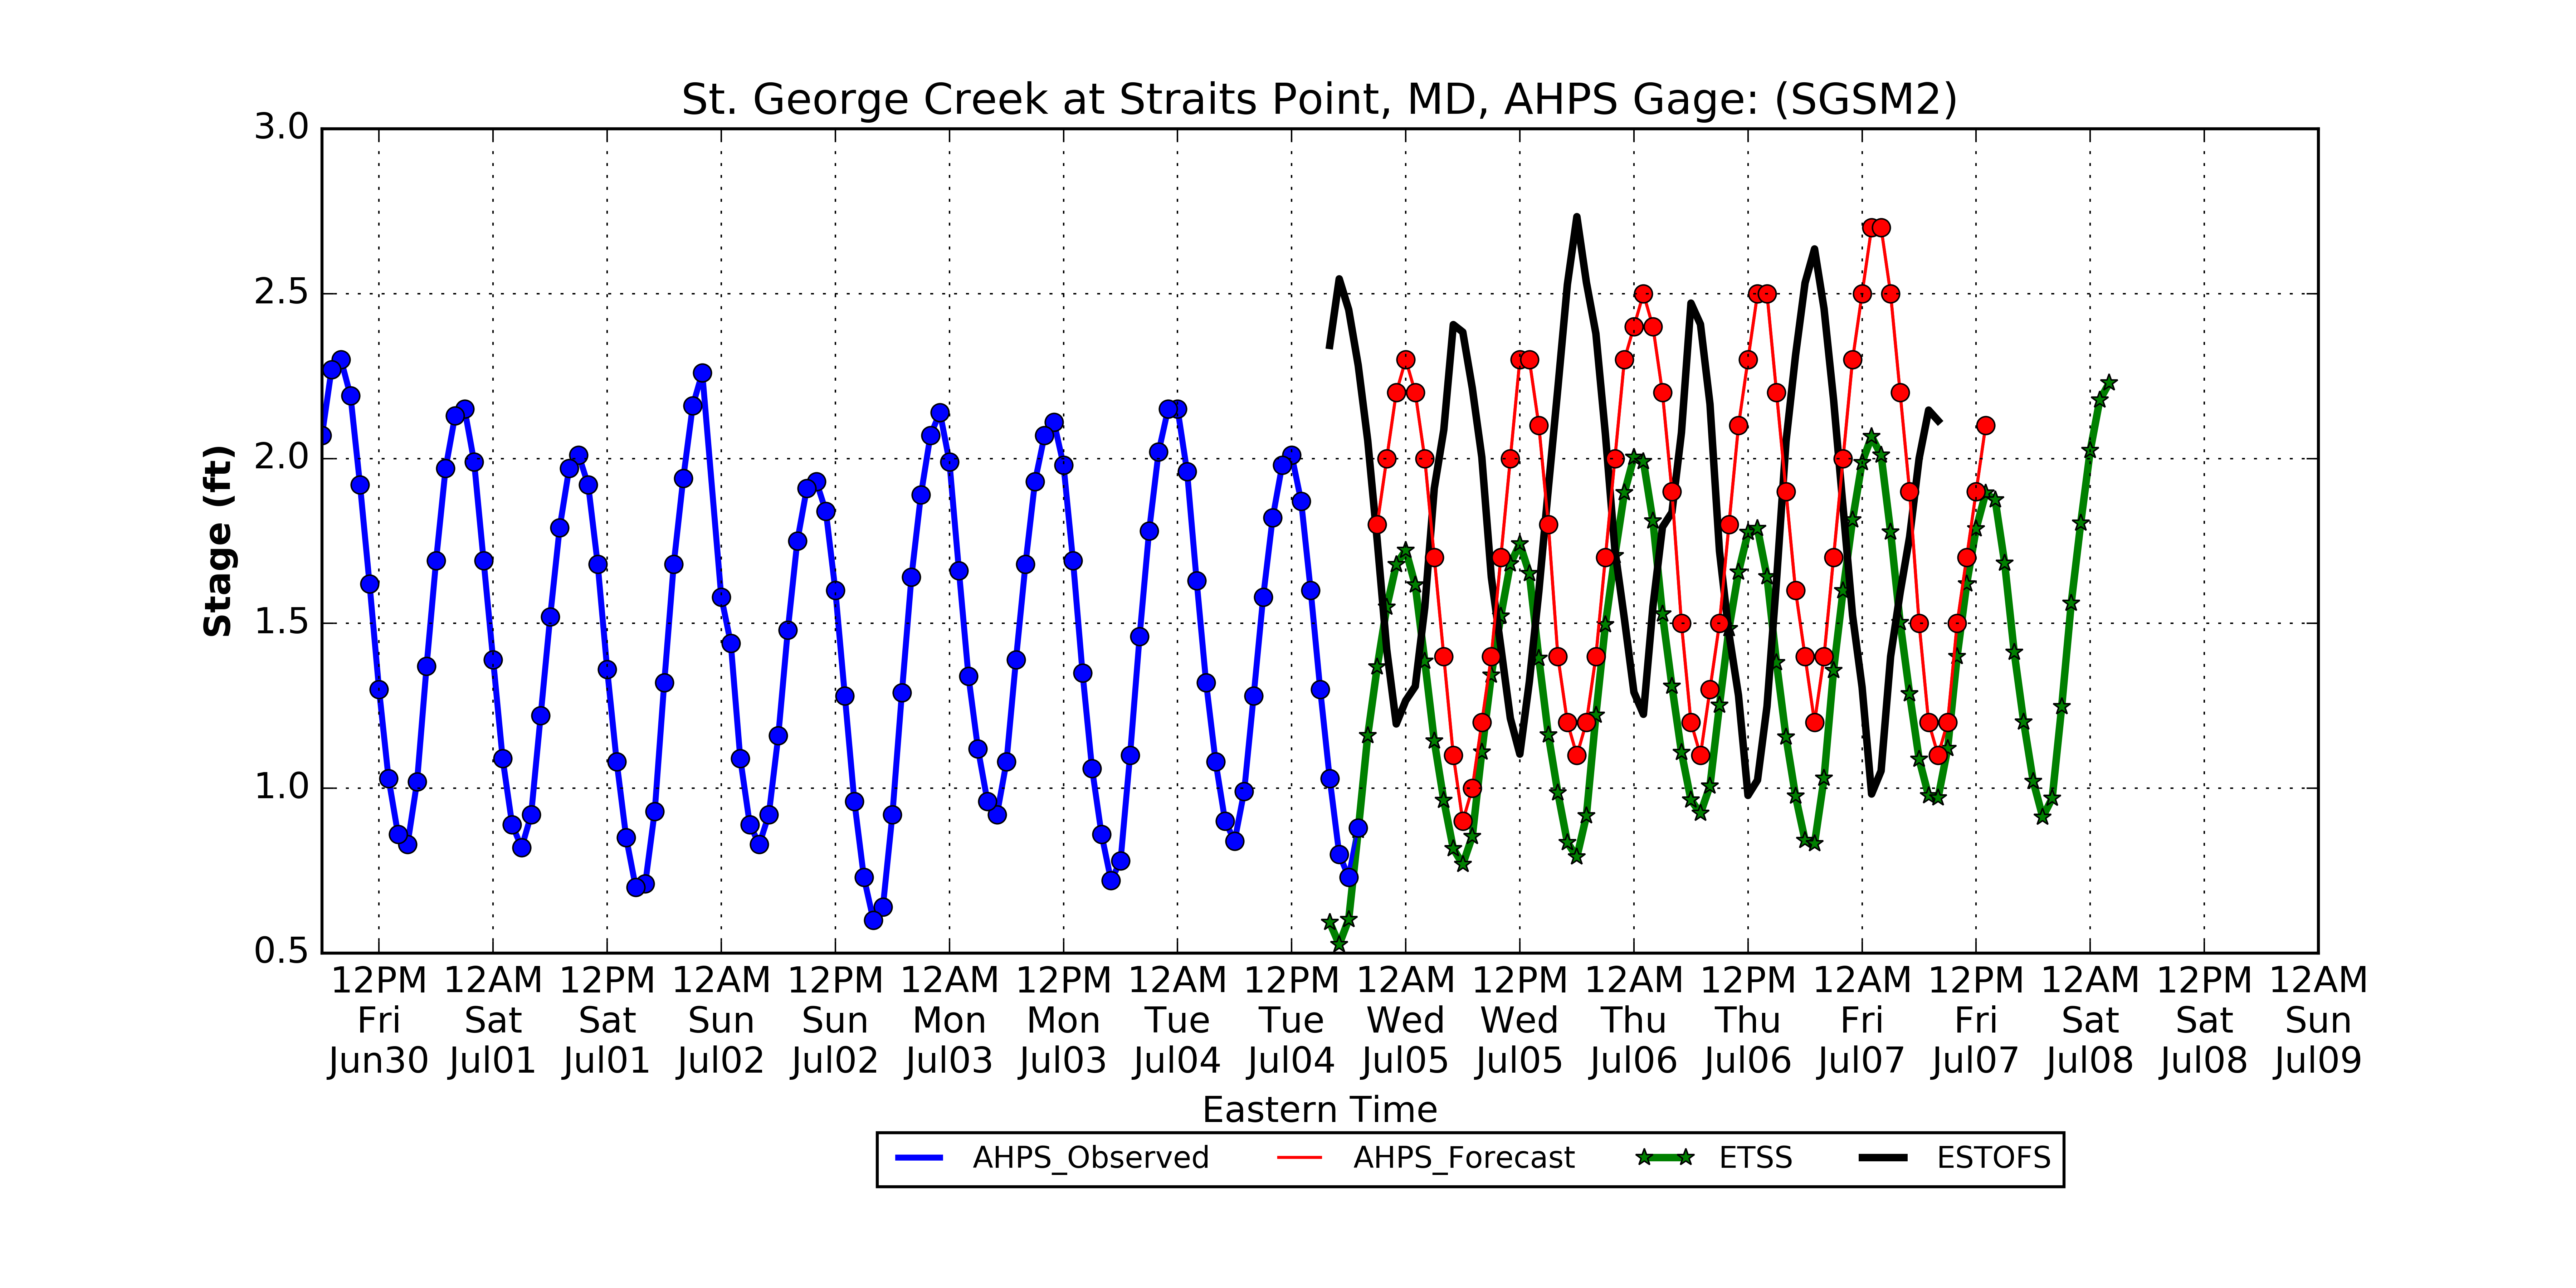 St. George Creek at Straits Point, MD, AHPS Gage: (SGSM2)
3.0
2.5
2.0
1.5
1.0
0.5
Stage (ft)
12PM 12AM 12PM 12AM 12PM 12AM 12PM 12AM 12PM 12AM 12PM 12AM 12PM 12AM 12PM 12AM 12PM 12AM
Fri Sat Sat Sun Sun Mon Mon Tue Tue Wed Wed Thu Thu Fri Fri Sat Sat Sun
Jun30 Jul01 Jul01 Jul02 Jul02 Jul03 Jul03 Jul04 Jul04 Jul05 Jul05 Jul06 Jul06 Jul07 Jul07 Jul08 Jul08 Jul09
Eastern Time
AHPS_Observed AHPS_Forecast ETSS ESTOFS